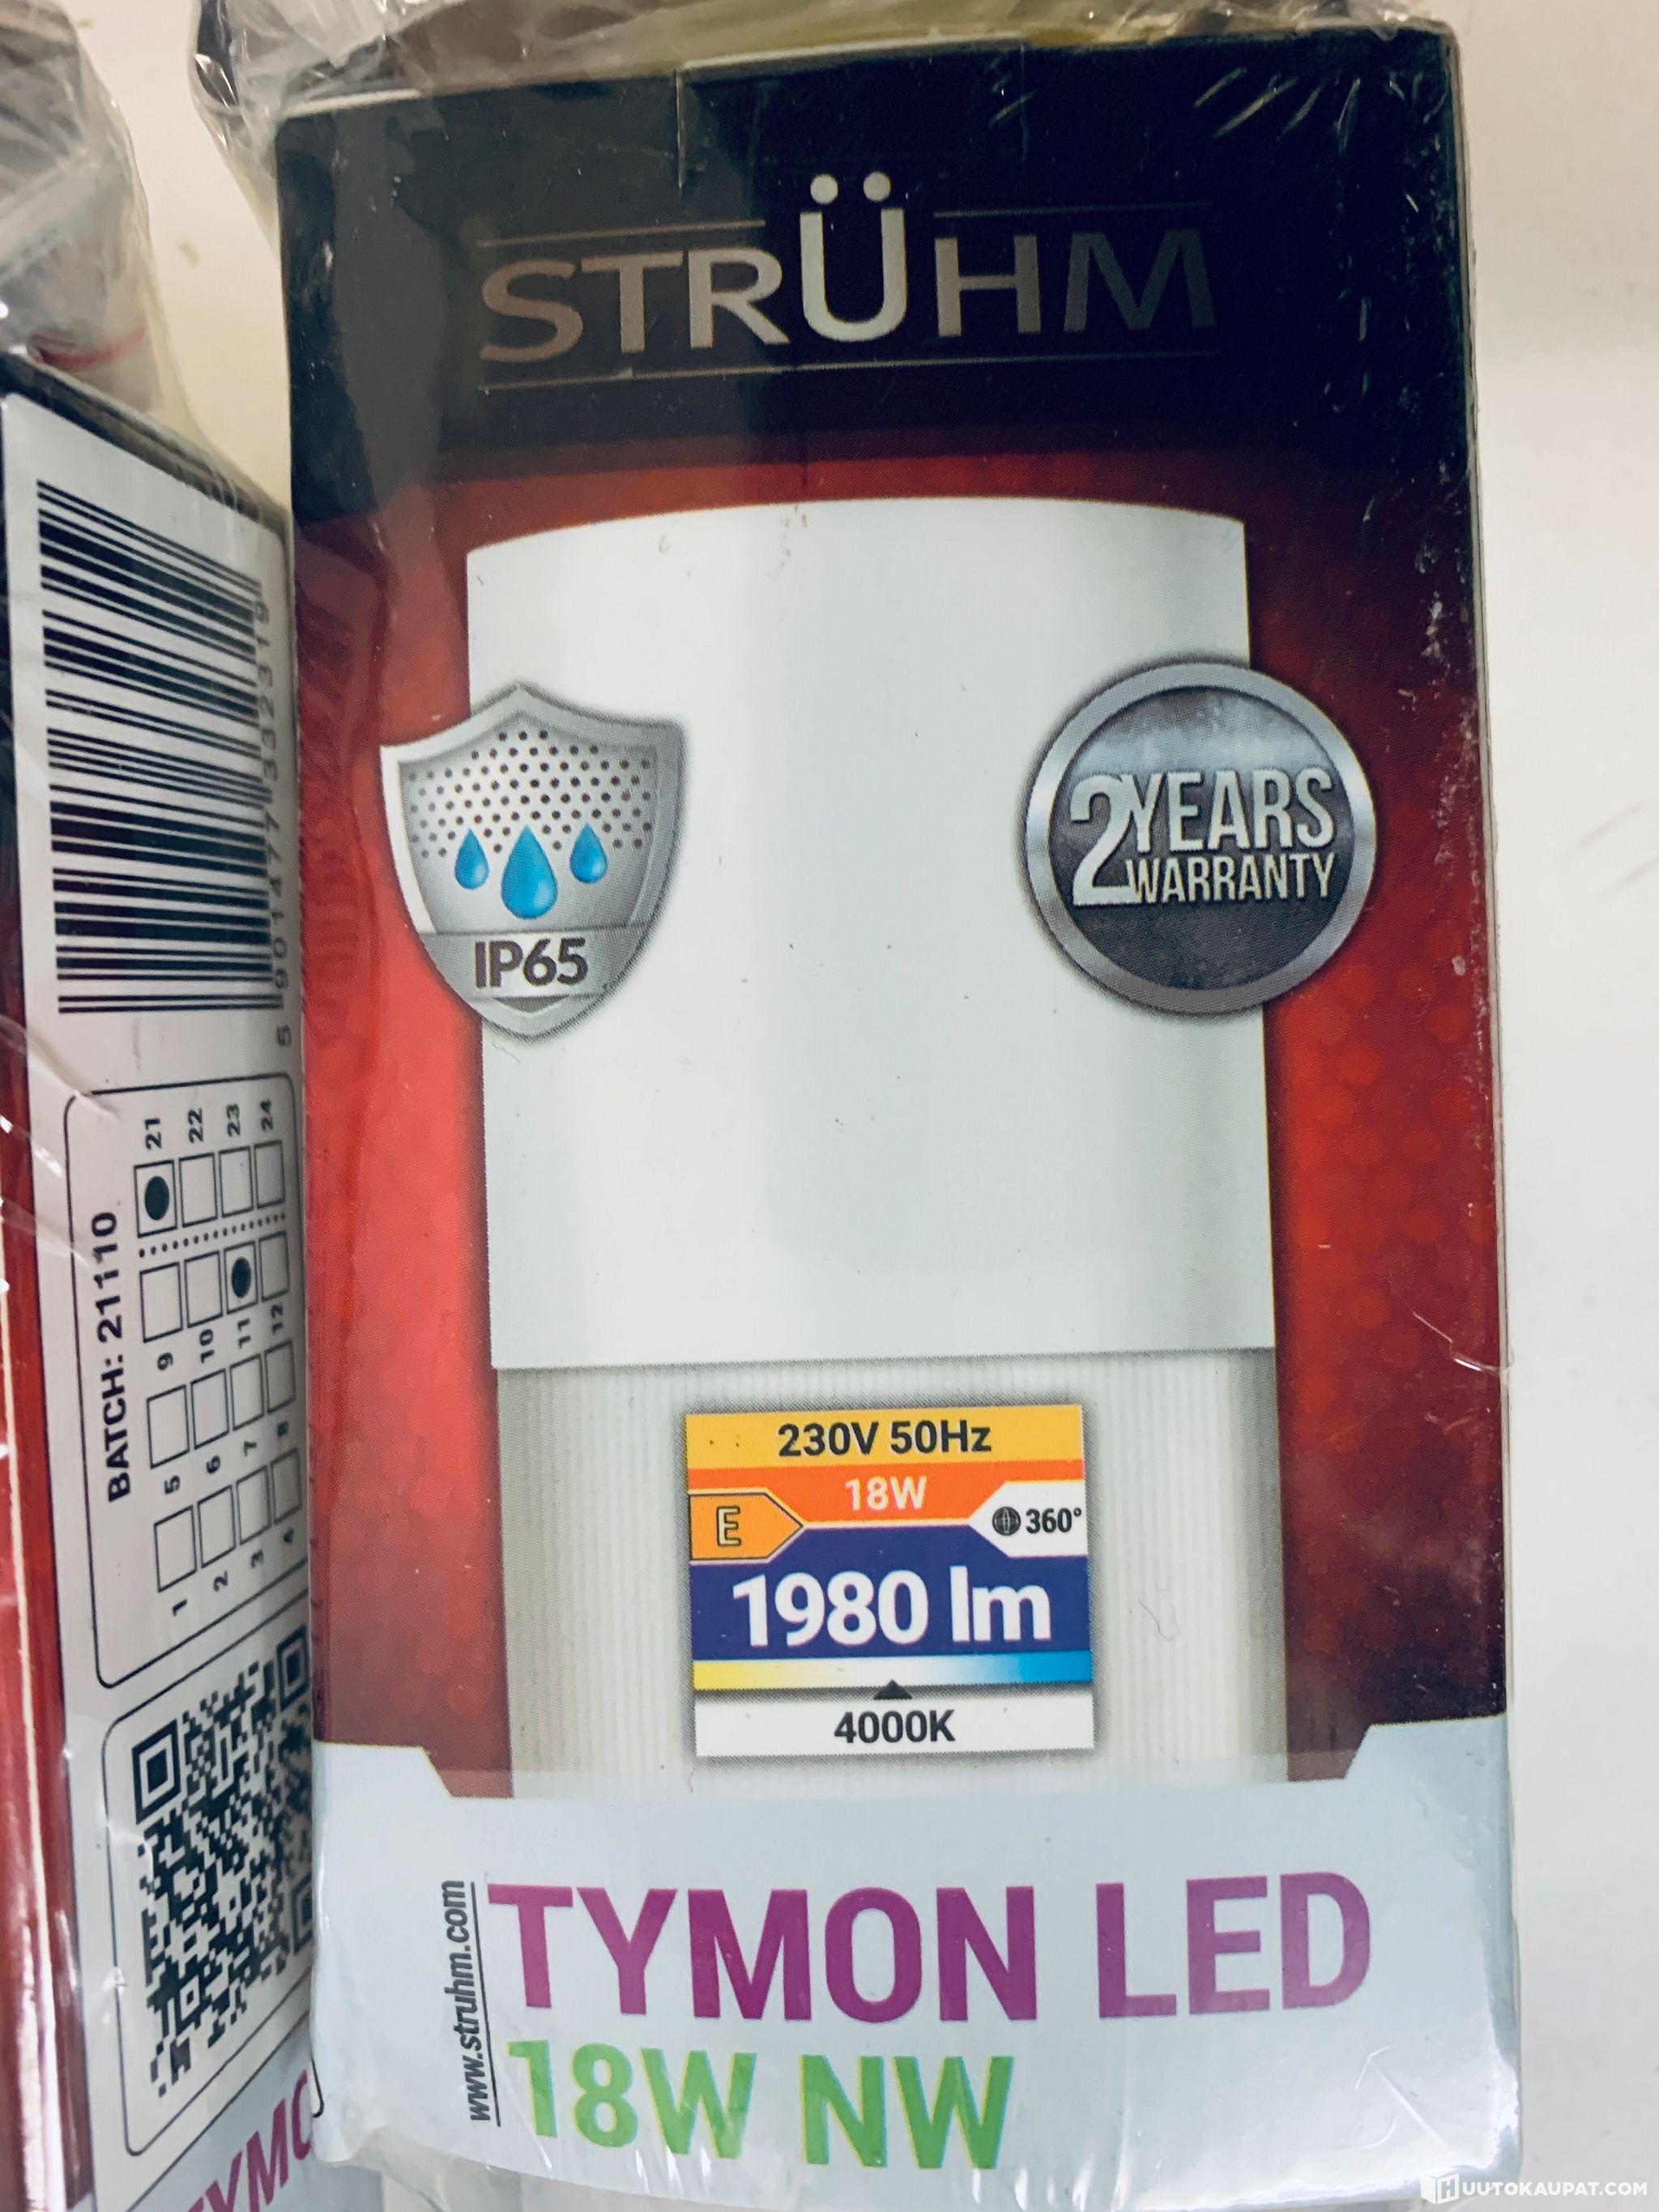 STRÜHM
IP65
2 YEARS
WARRANTY
230V 50Hz
18W
E
360°
1980 lm
4000K
www.struhm.com
TYMON LED
18W NW
BATCH: 21110
21
22
23
24
9
10
11
12
5
6
7
8
1
2
3
4
HUUTOKAUPAT.COM